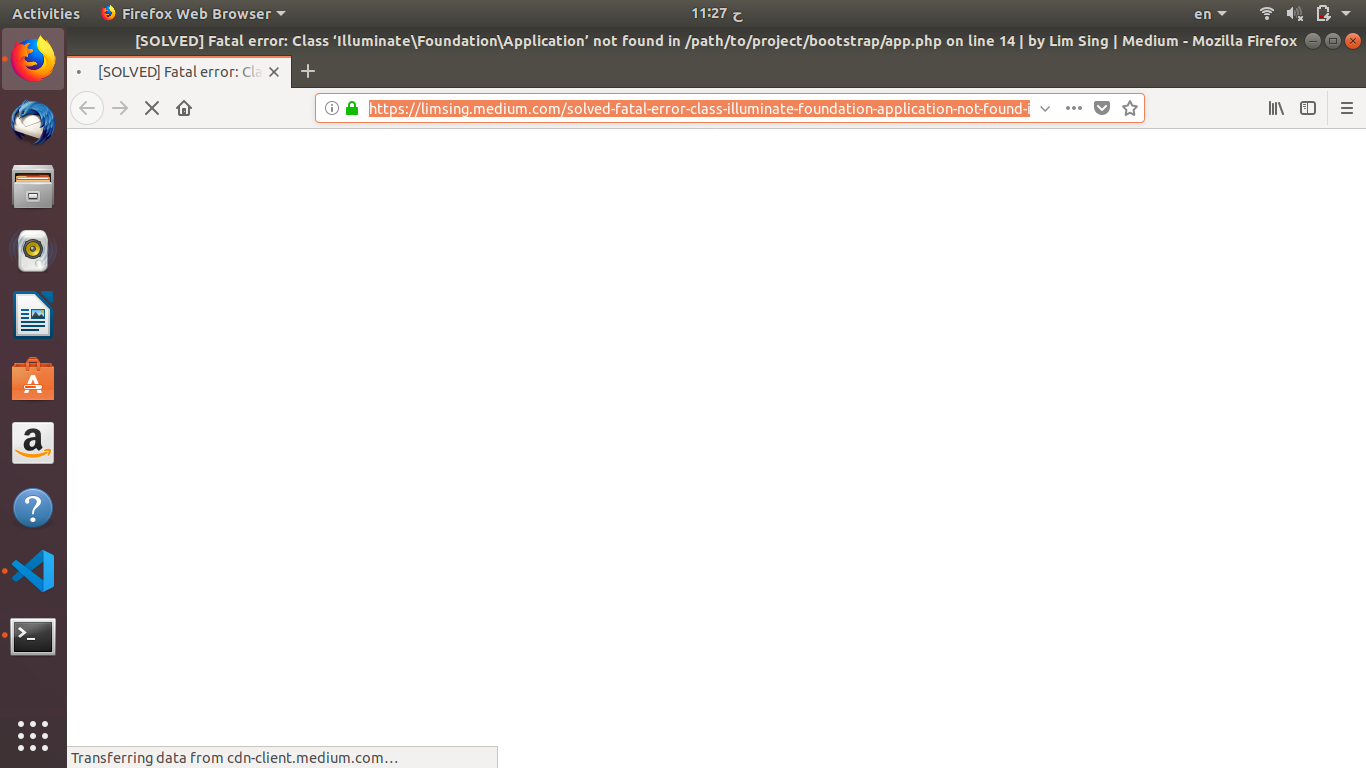 Activities Firefox Web Browser 11:27 ح en
[SOLVED] Fatal error: Class ‘Illuminate\Foundation\Application’ not found in /path/to/project/bootstrap/app.php on line 14 | by Lim Sing | Medium - Mozilla Firefox
[SOLVED] Fatal error: Cla
https://limsing.medium.com/solved-fatal-error-class-illuminate-foundation-application-not-found-i
Transferring data from cdn-client.medium.com…